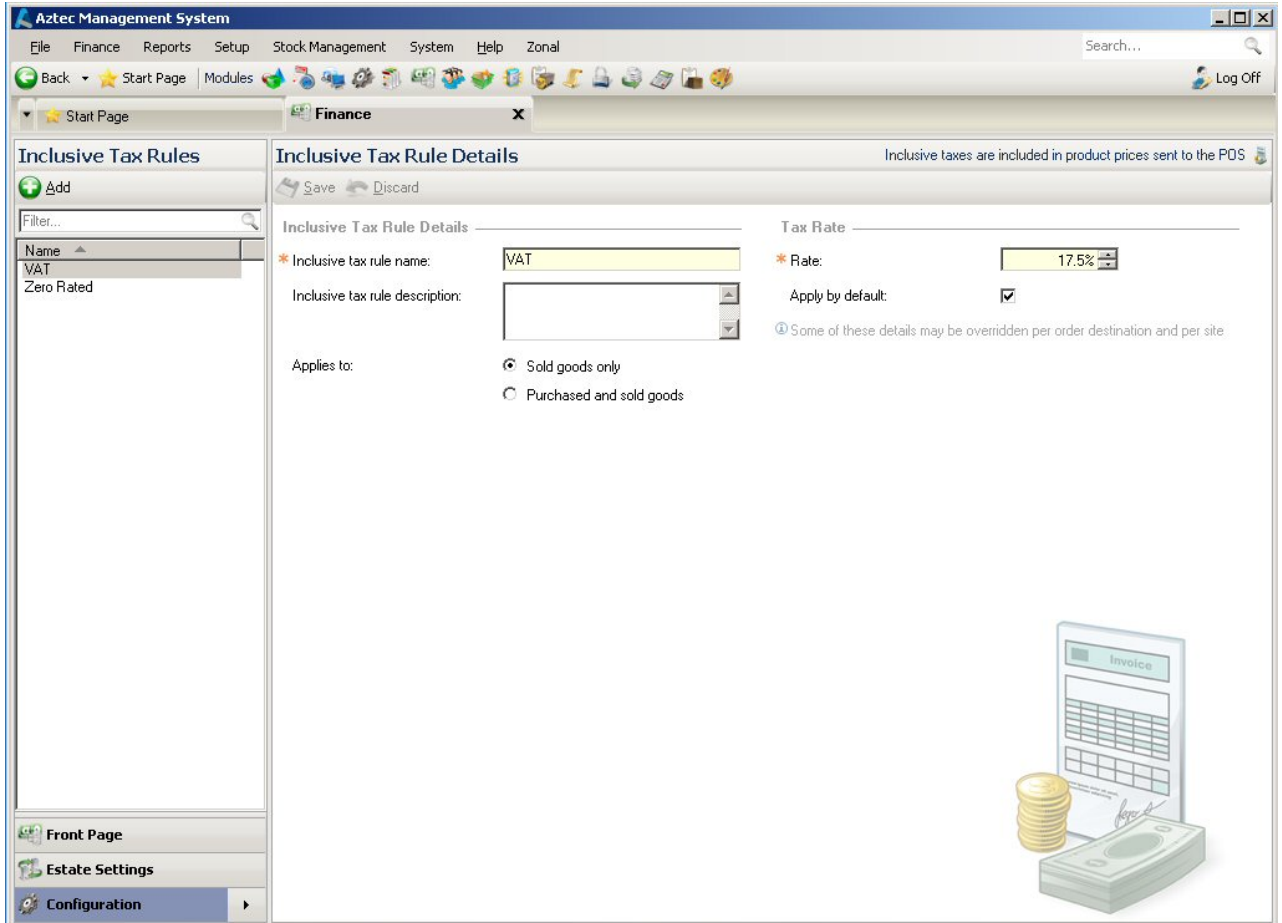 Aztec Management System
File Finance Reports Setup Stock Management System Help Zonal Search...
Back Start Page Modules Log Off
Start Page Finance X
Inclusive Tax Rules
Add
Filter...
Name
VAT
Zero Rated
Inclusive Tax Rule Details Inclusive taxes are included in product prices sent to the POS
Save Discard
Inclusive Tax Rule Details Tax Rate
* Inclusive tax rule name: VAT * Rate: 17.5%
Inclusive tax rule description: Apply by default:
Some of these details may be overridden per order destination and per site
Applies to: Sold goods only
Purchased and sold goods
Invoice
Front Page
Estate Settings
Configuration